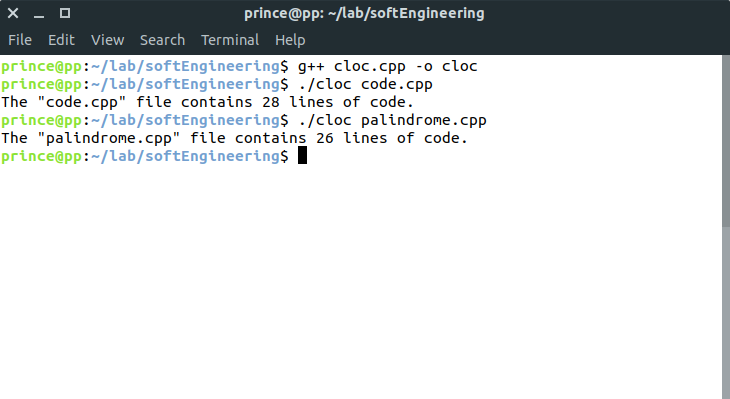 prince@pp: ~/lab/softEngineering
File Edit View Search Terminal Help
prince@pp:~/lab/softEngineering$ g++ cloc.cpp -o cloc
prince@pp:~/lab/softEngineering$ ./cloc code.cpp
The "code.cpp" file contains 28 lines of code.
prince@pp:~/lab/softEngineering$ ./cloc palindrome.cpp
The "palindrome.cpp" file contains 26 lines of code.
prince@pp:~/lab/softEngineering$